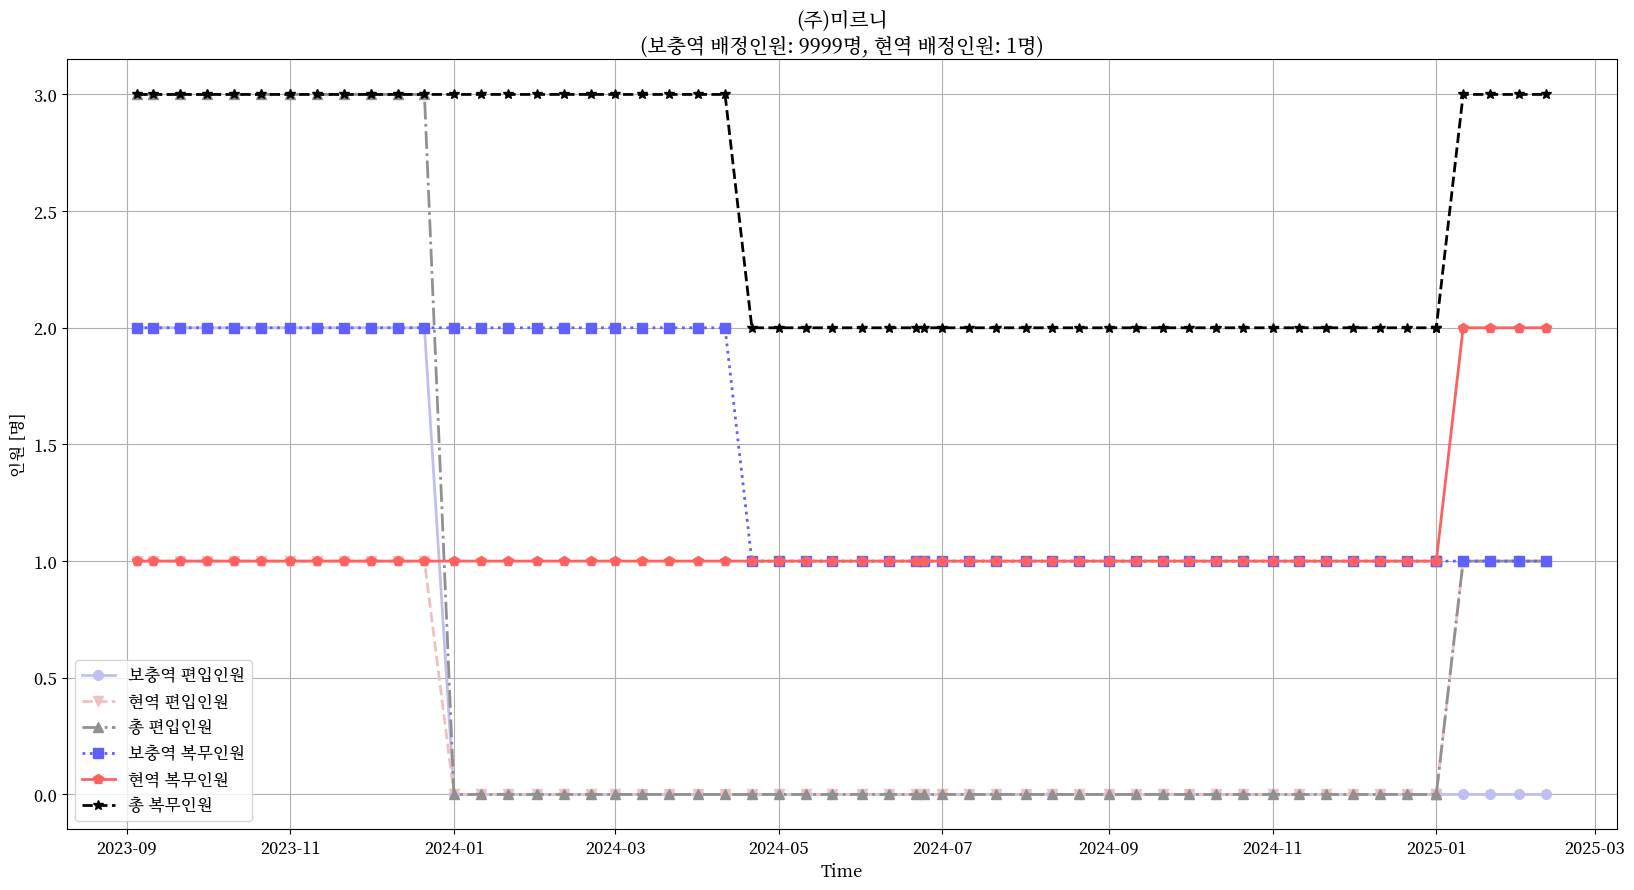 (주)미르니
(보충역 배정인원: 9999명, 현역 배정인원: 1명)
인원 [명]
3.0
2.5
2.0
1.5
1.0
0.5
0.0
보충역 편입인원
현역 편입인원
총 편입인원
보충역 복무인원
현역 복무인원
총 복무인원
2023-09 2023-11 2024-01 2024-03 2024-05 2024-07 2024-09 2024-11 2025-01 2025-03
Time